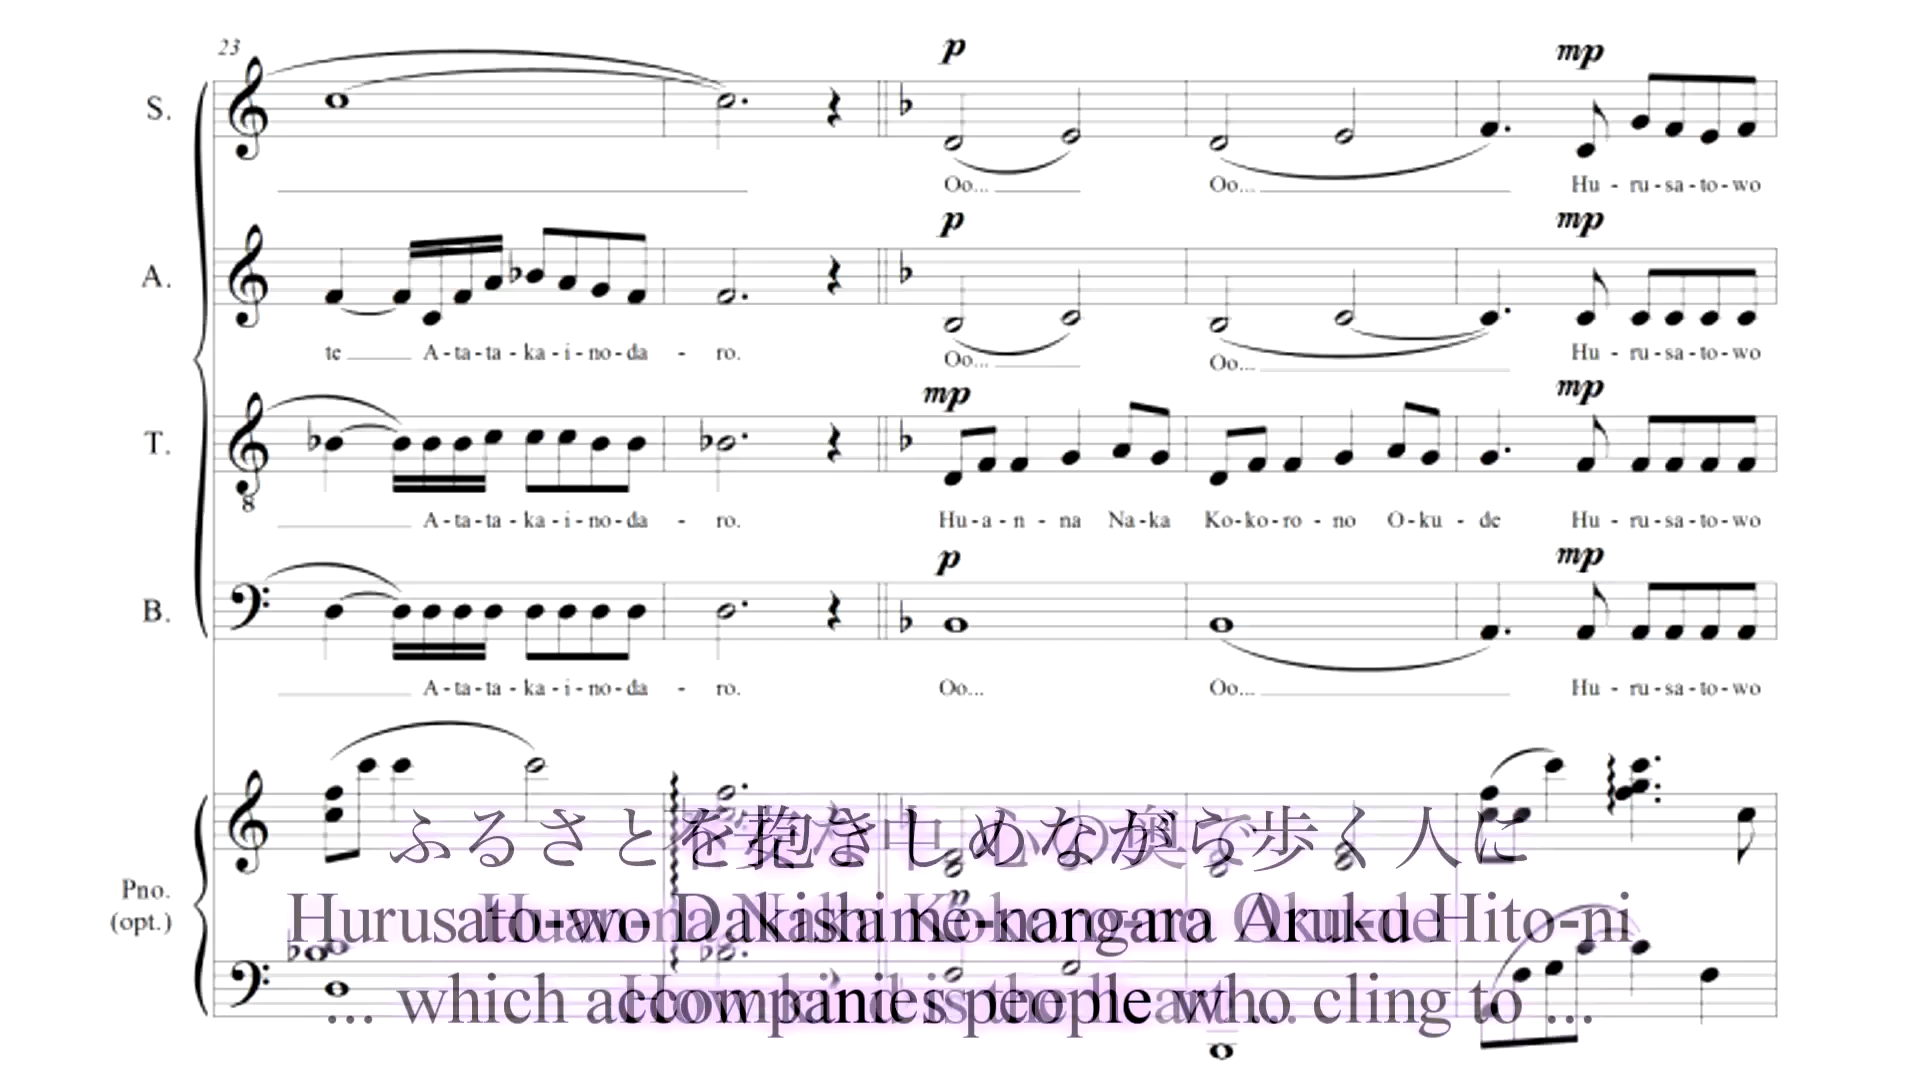 23
p mp
S.
Oo... Oo... Hu - ru - sa - to - wo
p mp
A.
te A - ta - ta - ka - i - no - da - ro. Oo... Oo... Hu - ru - sa - to - wo
mp mp
T.
8
A - ta - ta - ka - i - no - da - ro. Hu - a - n - na Na - ka Ko - ko - ro - no O - ku - de Hu - ru - sa - to - wo
p mp
B.
A - ta - ta - ka - i - no - da - ro. Oo... Oo... Hu - ru - sa - to - wo
ふるさとを抱きしめながら歩く人に
Pno.
(opt.)
p
Hurusato-wo Dakishime-nang-ara Aruku Hito-ni
... which accompanies people who cling to ...